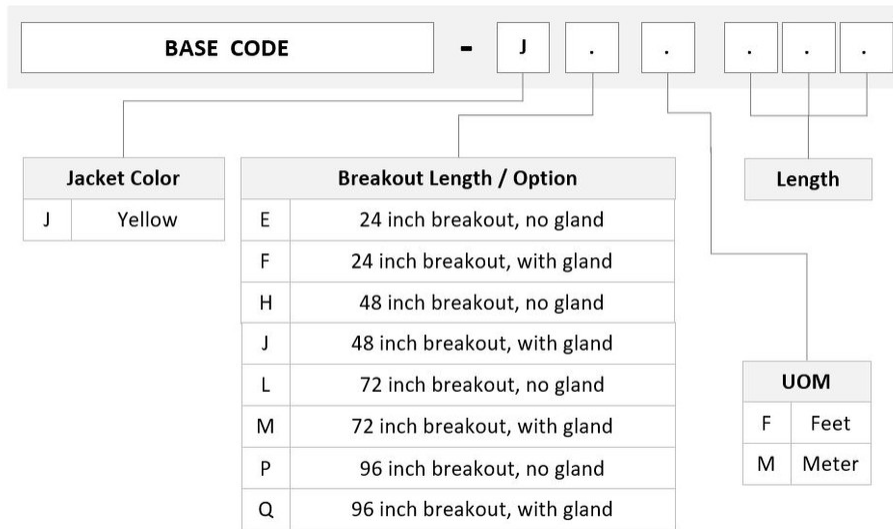 BASE CODE - J . . . . .
Jacket Color
J Yellow
Breakout Length / Option
E 24 inch breakout, no gland
F 24 inch breakout, with gland
H 48 inch breakout, no gland
J 48 inch breakout, with gland
L 72 inch breakout, no gland
M 72 inch breakout, with gland
P 96 inch breakout, no gland
Q 96 inch breakout, with gland
Length
UOM
F Feet
M Meter